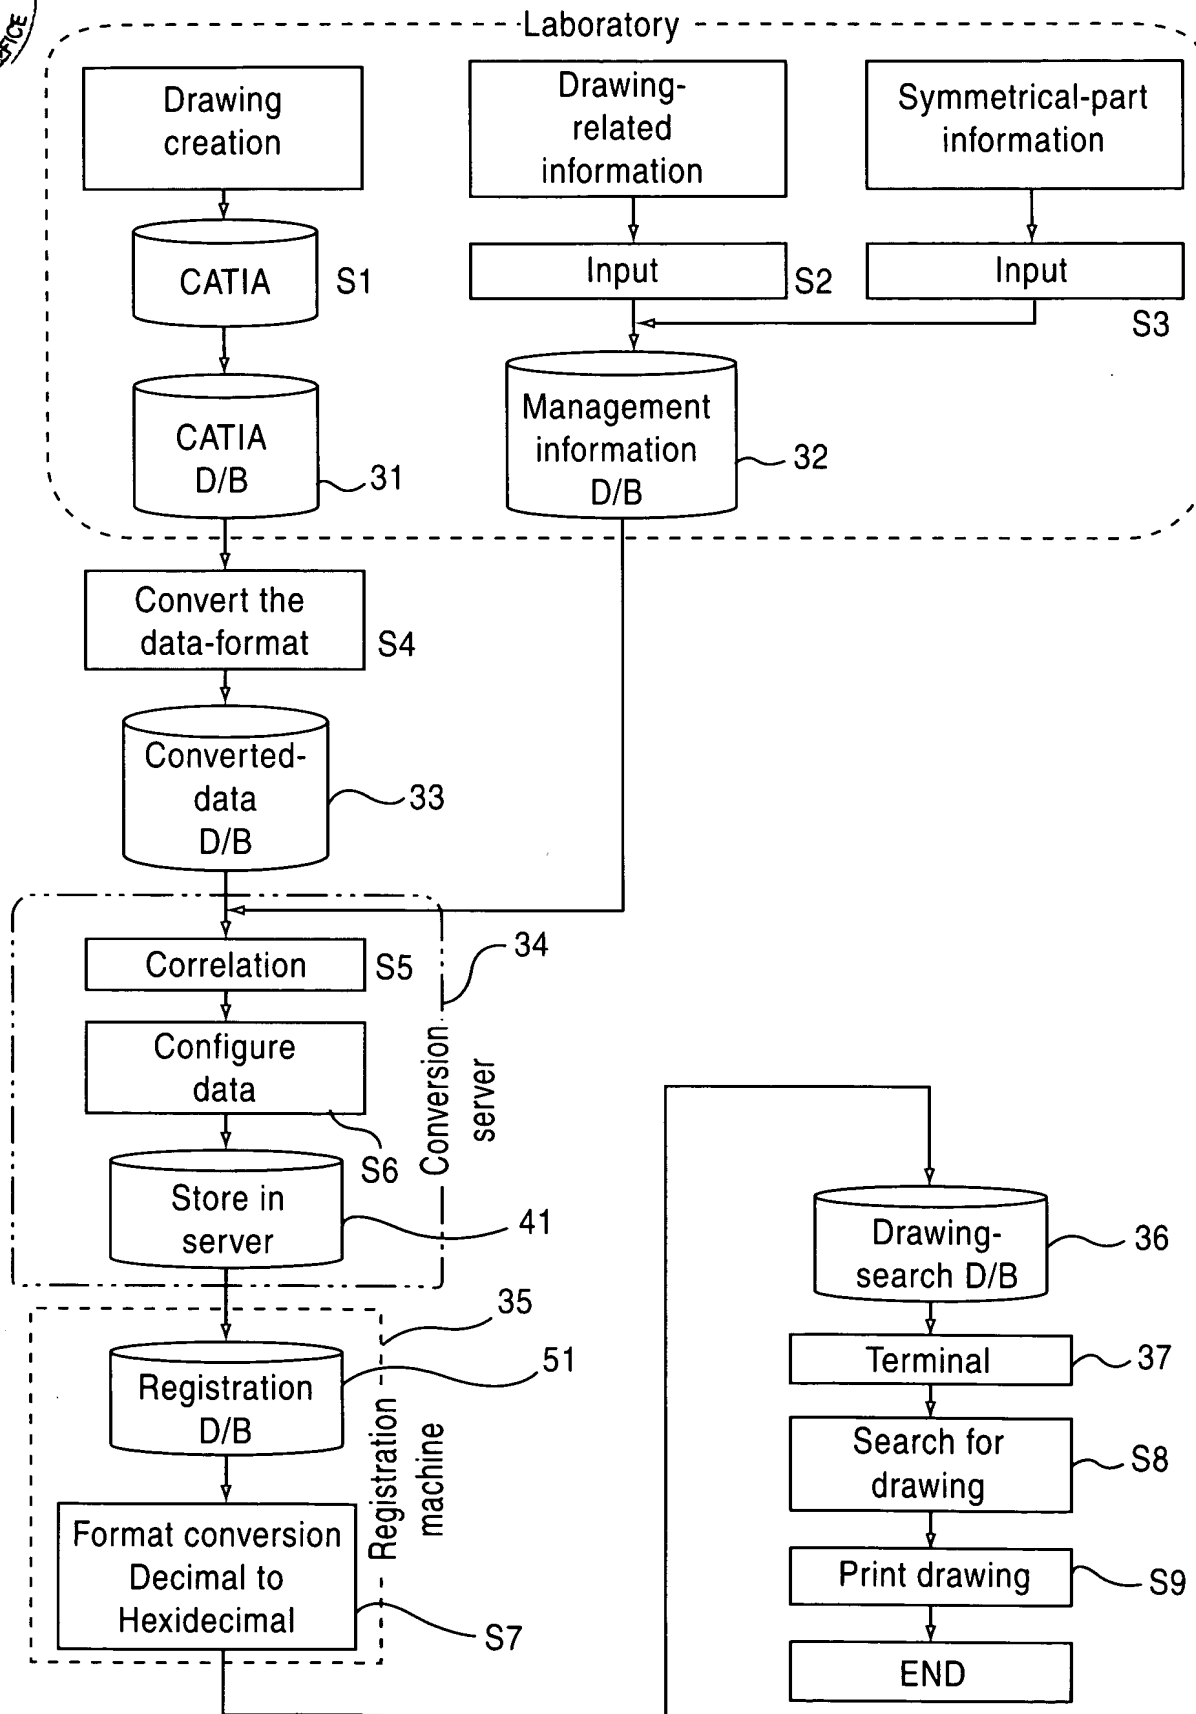 Laboratory
Drawing
creation
Drawing-
related
information
Symmetrical-part
information
CATIA
S1
Input
S2
Input
S3
CATIA
D/B
31
Management
information
D/B
32
Convert the
data-format
S4
Converted-
data
D/B
33
Correlation
S5
34
Configure
data
S6
Conversion
server
Store in
server
41
35
Registration
D/B
51
Registration
machine
Format conversion
Decimal to
Hexidecimal
S7
Drawing-
search D/B
36
Terminal
37
Search for
drawing
S8
Print drawing
S9
END